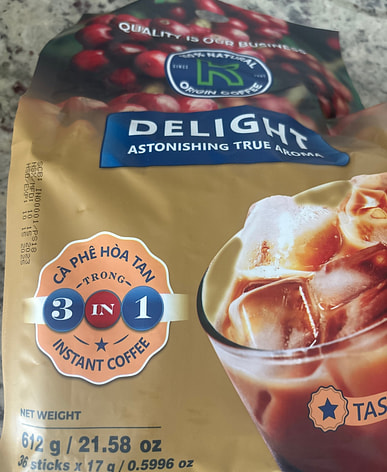 QUALITY IS OUR BUSINESS
100% NATURAL
SINCE
K
ORIGIN COFFEE
DELIGHT
ASTONISHING TRUE AROMA
CÀ PHÊ HÒA TAN
TRONG
3 IN 1
INSTANT COFFEE
TAS
NET WEIGHT
612 g / 21.58 oz
36 sticks x 17 g / 0.5996 oz